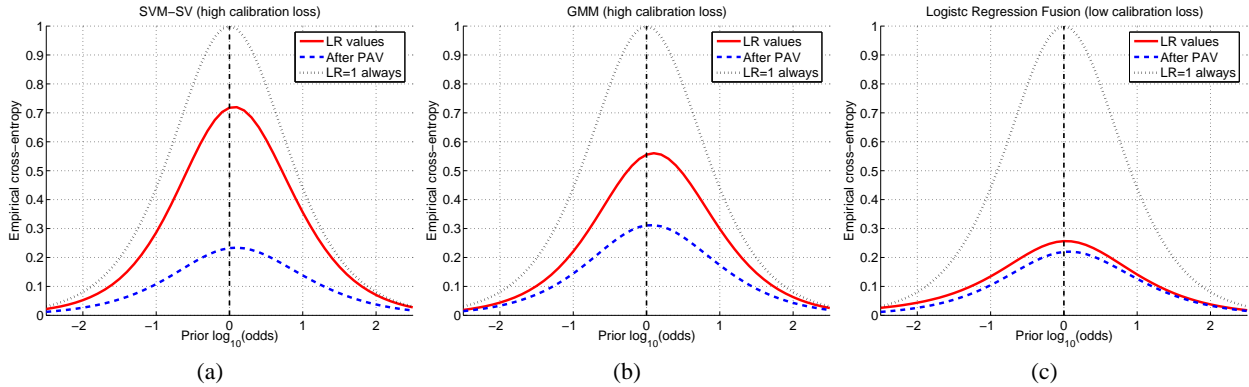 SVM−SV (high calibration loss)
1
0.9
0.8
0.7
0.6
0.5
0.4
0.3
0.2
0.1
0
Empirical cross−entropy
LR values
After PAV
LR=1 always
−2 −1 0 1 2
Prior log10(odds)
(a)
GMM (high calibration loss)
1
0.9
0.8
0.7
0.6
0.5
0.4
0.3
0.2
0.1
0
Empirical cross−entropy
LR values
After PAV
LR=1 always
−2 −1 0 1 2
Prior log10(odds)
(b)
Logistc Regression Fusion (low calibration loss)
1
0.9
0.8
0.7
0.6
0.5
0.4
0.3
0.2
0.1
0
Empirical cross−entropy
LR values
After PAV
LR=1 always
−2 −1 0 1 2
Prior log10(odds)
(c)